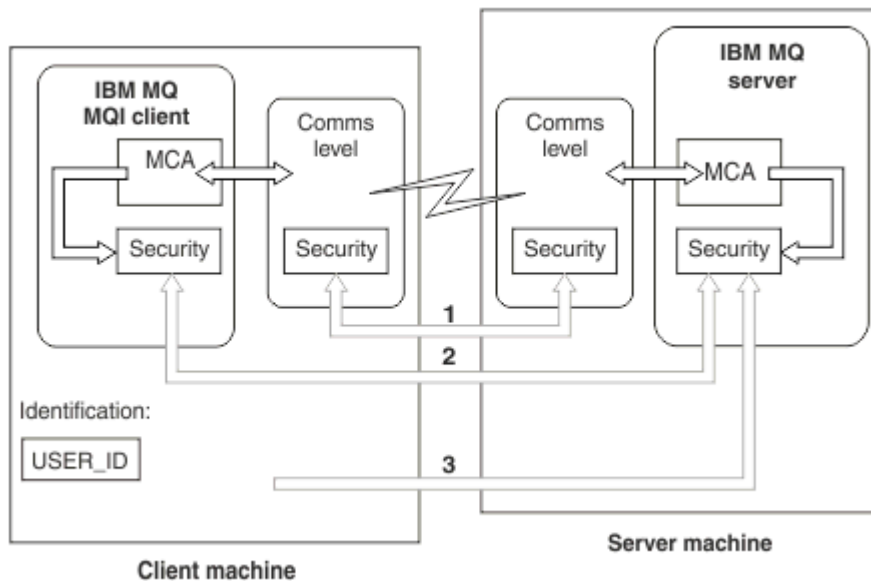 IBM MQ
MQI client
MCA
Security
Comms
level
Security
Comms
level
Security
IBM MQ
server
MCA
Security
1
2
Identification:
USER_ID
3
Client machine
Server machine